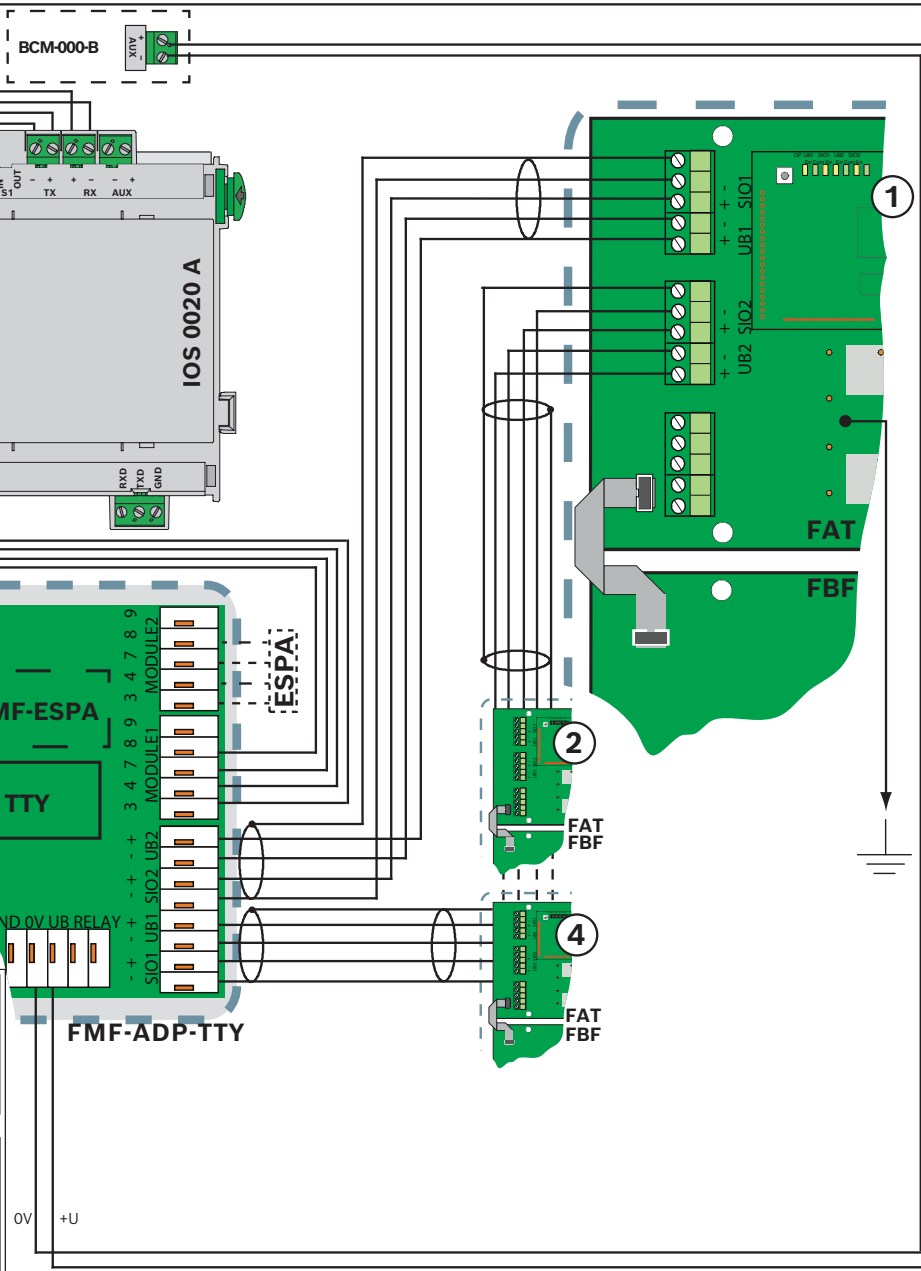 BCM-000-B
+
AUX
-
IN
OUT
S1
- + + - - +
TX RX AUX
IOS 0020 A
RXD
TXD
GND
SIO1
+ -
UB1
+ -
SIO2
+ -
UB2
+ -
1
FAT
FBF
9
8
7
4
3
MODULE2
ESPA
MF-ESPA
9
8
7
4
3
MODULE1
TTY
+
-
UB2
+
-
SIO2
+
-
UB1
+
-
SIO1
ND 0V UB RELAY
FMF-ADP-TTY
2
FAT
FBF
4
FAT
FBF
0V
+U